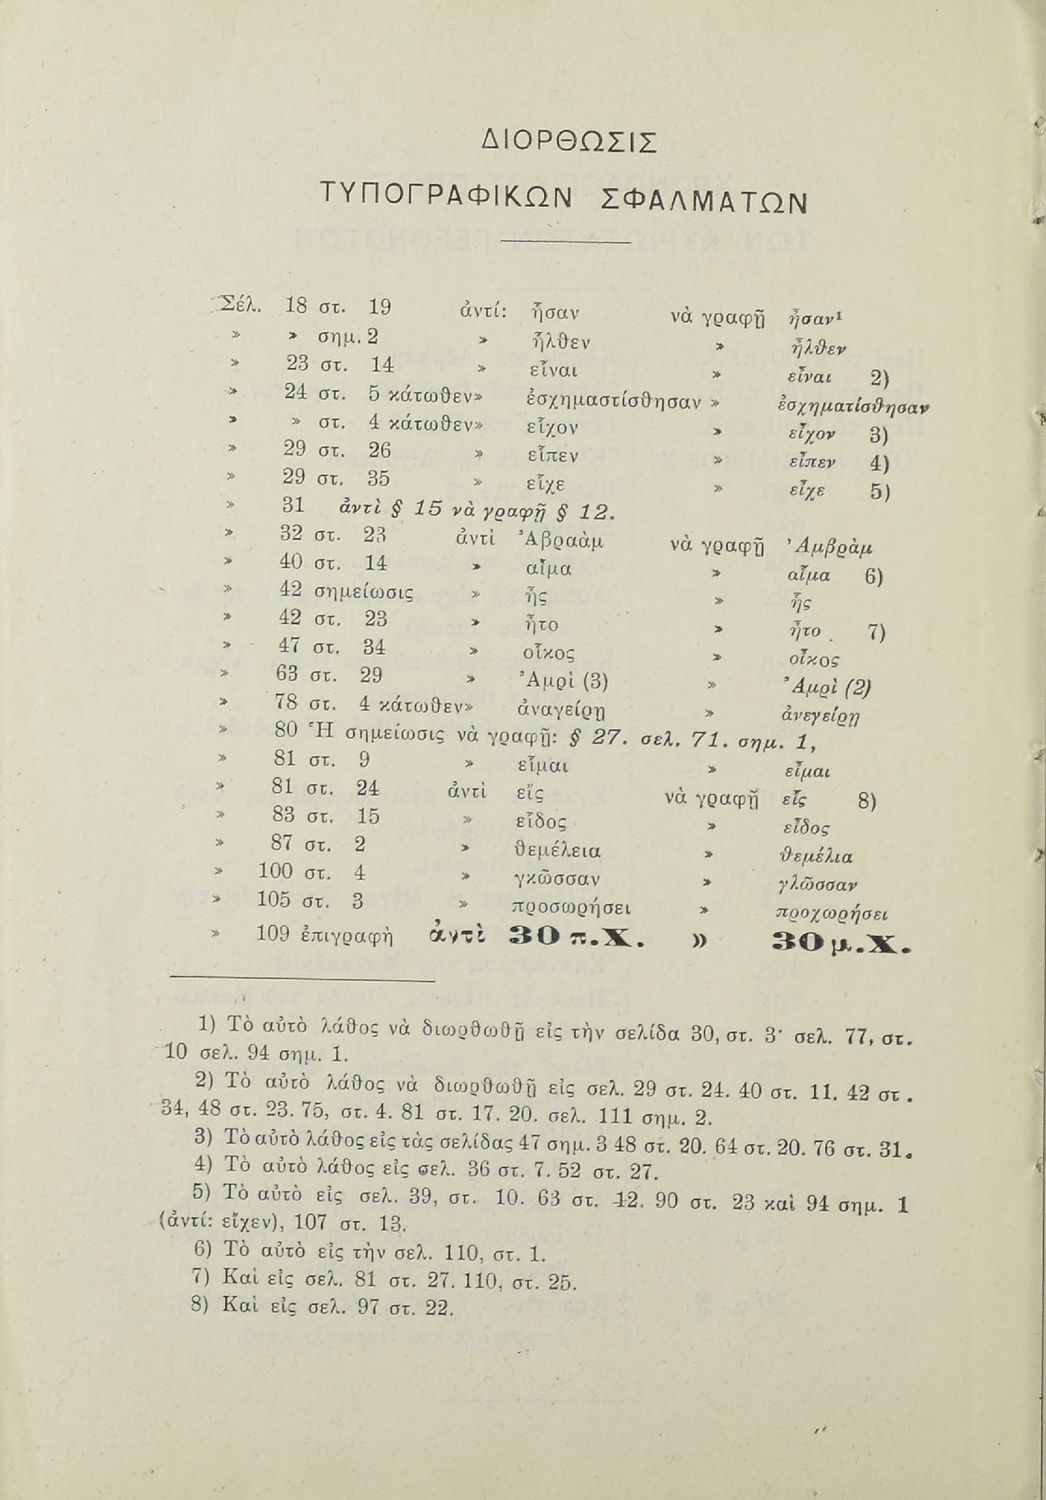 ΔΙΟΡΘΩΣΙΣ
ΤΥΠΟΓΡΑΦΙΚΩΝ ΣΦΑΛΜΑΤΩΝ
Σέλ. 18 στ. 19 ἀντί: ἦσαν νὰ γραφῇ ἦσαν¹
» » σημ. 2 » ἦλθεν » ἦλθεν
» 23 στ. 14 » εἶναι » εἶναι 2)
» 24 στ. 5 κάτωθεν» ἐσχημαστίσθησαν » ἐσχηματίσθησαν
» » στ. 4 κάτωθεν» εἶχον » εἶχον 3)
» 29 στ. 26 » εἶπεν » εἶπεν 4)
» 29 στ. 35 » εἶχε » εἶχε 5)
» 31 ἀντὶ § 15 νὰ γραφῇ § 12.
» 32 στ. 23 ἀντὶ Ἀβραὰμ νὰ γραφῇ Ἀμβρὰμ
» 40 στ. 14 » αἷμα » αἷμα 6)
» 42 σημείωσις » ἧς » ἧς
» 42 στ. 23 » ἦτο » ἦτο 7)
» 47 στ. 34 » οἶκος » οἶκος
» 63 στ. 29 » Ἀμρὶ (3) » Ἀμρὶ (2)
» 78 στ. 4 κάτωθεν» ἀναγείρῃ » ἀνεγείρῃ
» 80 Ἡ σημείωσις νὰ γραφῇ: § 27. σελ. 71. σημ. 1,
» 81 στ. 9 » εἶμαι » εἶμαι
» 81 στ. 24 ἀντὶ εἷς νὰ γραφῇ εἷς 8)
» 83 στ. 15 » εἶδος » εἶδος
» 87 στ. 2 » θεμέλεια » θεμέλια
» 100 στ. 4 » γκῶσσαν » γλῶσσαν
» 105 στ. 3 » προσωρήσει » προχωρήσει
» 109 ἐπιγραφὴ ἀντὶ 30 π.Χ. » 30 μ.Χ.
1) Τὸ αὐτὸ λάθος νὰ διωρθωθῇ εἰς τὴν σελίδα 30, στ. 3· σελ. 77, στ.
10 σελ. 94 σημ. 1.
2) Τὸ αὐτὸ λάθος νὰ διωρθωθῇ εἰς σελ. 29 στ. 24. 40 στ. 11. 42 στ.
34, 48 στ. 23. 75, στ. 4. 81 στ. 17. 20. σελ. 111 σημ. 2.
3) Τὸ αὐτὸ λάθος εἰς τὰς σελίδας 47 σημ. 3 48 στ. 20. 64 στ. 20. 76 στ. 31.
4) Τὸ αὐτὸ λάθος εἰς σελ. 36 στ. 7. 52 στ. 27.
5) Τὸ αὐτὸ εἰς σελ. 39, στ. 10. 63 στ. 12. 90 στ. 23 καὶ 94 σημ. 1
(ἀντί: εἶχεν), 107 στ. 13.
6) Τὸ αὐτὸ εἰς τὴν σελ. 110, στ. 1.
7) Καὶ εἰς σελ. 81 στ. 27. 110, στ. 25.
8) Καὶ εἰς σελ. 97 στ. 22.